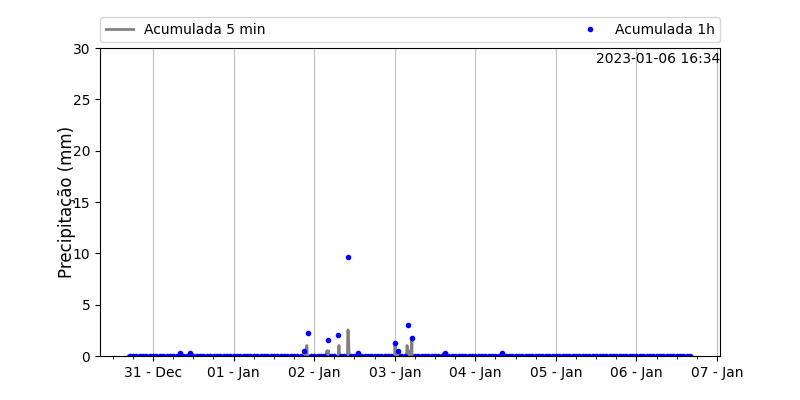 Acumulada 5 min
Acumulada 1h
2023-01-06 16:34
Precipitação (mm)
30
25
20
15
10
5
0
31 - Dec
01 - Jan
02 - Jan
03 - Jan
04 - Jan
05 - Jan
06 - Jan
07 - Jan